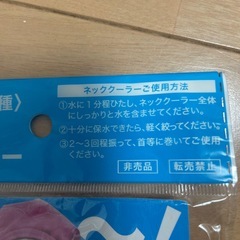 ネッククーラーご使用方法
種〉
①水に1分程ひたし、ネッククーラー全体
にしっかりと水を含ませてください。
②十分に保水できたら、軽く絞ってください。
③2〜3回程振って、首等に巻いてご使用
ください。
ー
非売品
転売禁止
〜!